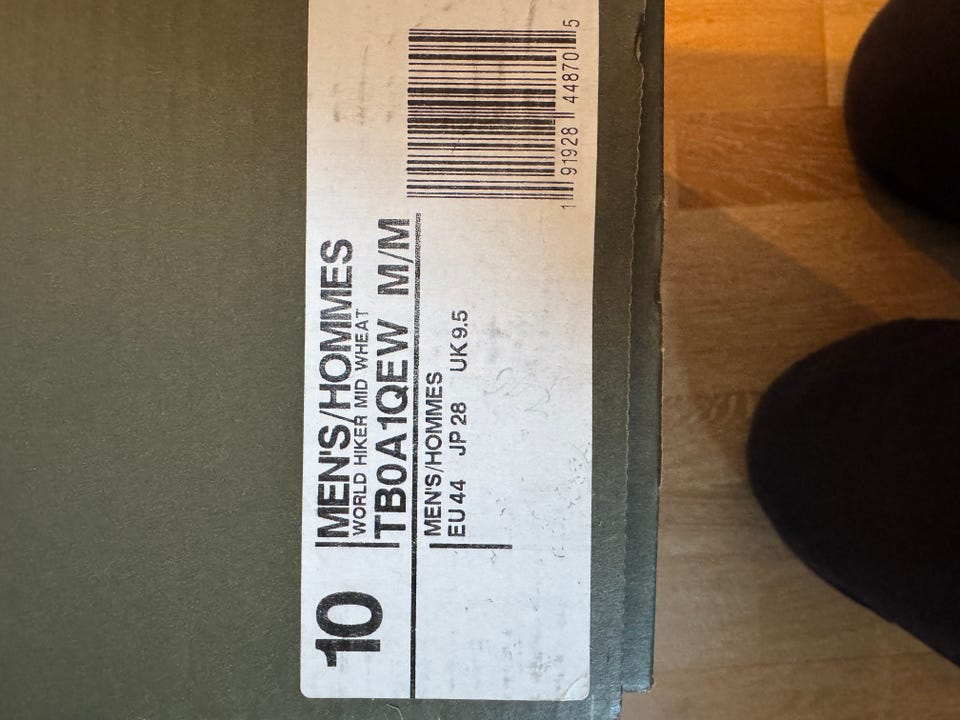 10
MEN'S/HOMMES
WORLD HIKER MID WHEAT
TB0A1QEW M/M
MEN'S/HOMMES
EU 44 JP 28 UK 9.5
1 91928 44870 5